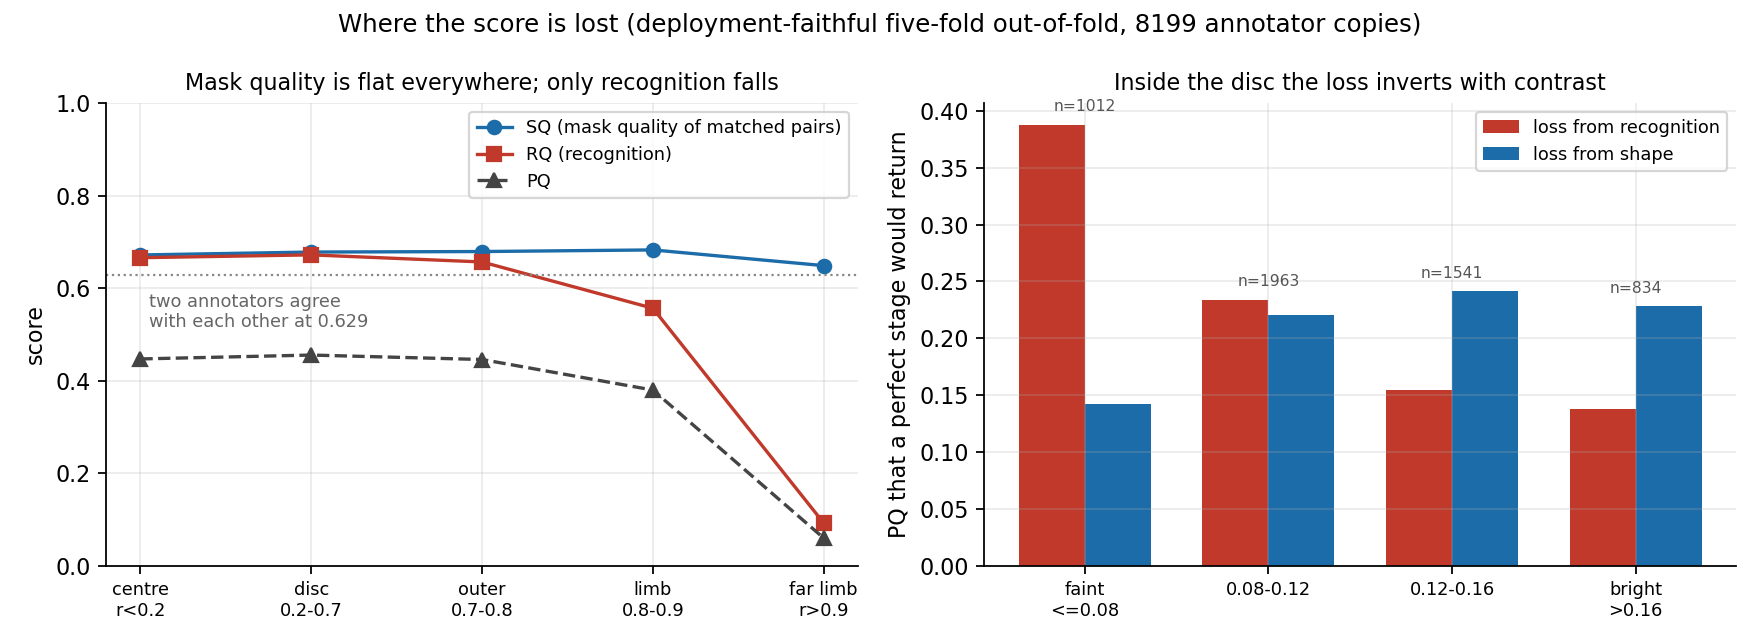 Where the score is lost (deployment-faithful five-fold out-of-fold, 8199 annotator copies)
Mask quality is flat everywhere; only recognition falls
score
1.0
0.8
0.6
0.4
0.2
0.0
SQ (mask quality of matched pairs)
RQ (recognition)
PQ
two annotators agree
with each other at 0.629
centre
r<0.2
disc
0.2-0.7
outer
0.7-0.8
limb
0.8-0.9
far limb
r>0.9
Inside the disc the loss inverts with contrast
PQ that a perfect stage would return
0.40
0.35
0.30
0.25
0.20
0.15
0.10
0.05
0.00
n=1012
n=1963
n=1541
n=834
loss from recognition
loss from shape
faint
<=0.08
0.08-0.12
0.12-0.16
bright
>0.16